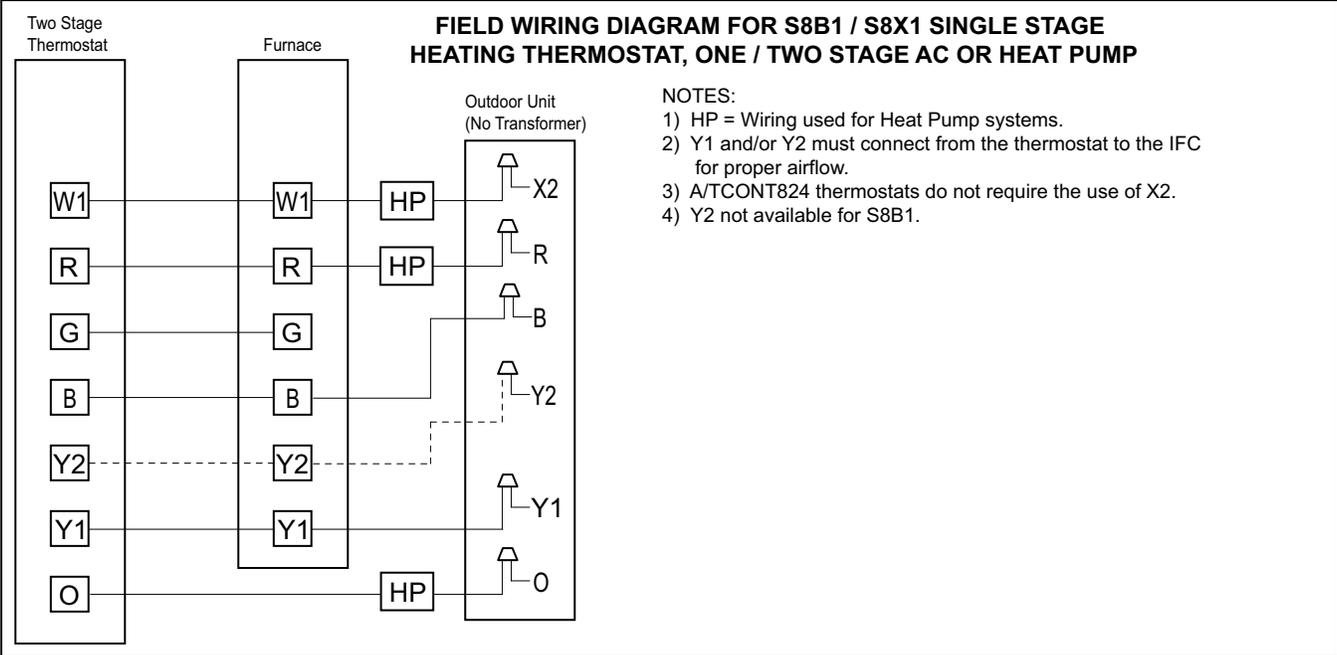 FIELD WIRING DIAGRAM FOR S8B1 / S8X1 SINGLE STAGE
HEATING THERMOSTAT, ONE / TWO STAGE AC OR HEAT PUMP
Two Stage
Thermostat
Furnace
Outdoor Unit
(No Transformer)
NOTES:
1) HP = Wiring used for Heat Pump systems.
2) Y1 and/or Y2 must connect from the thermostat to the IFC
for proper airflow.
3) A/TCONT824 thermostats do not require the use of X2.
4) Y2 not available for S8B1.
W1 W1 HP X2
R R HP R
G G
B B B
Y2 Y2 Y2
Y1 Y1 Y1
O HP O